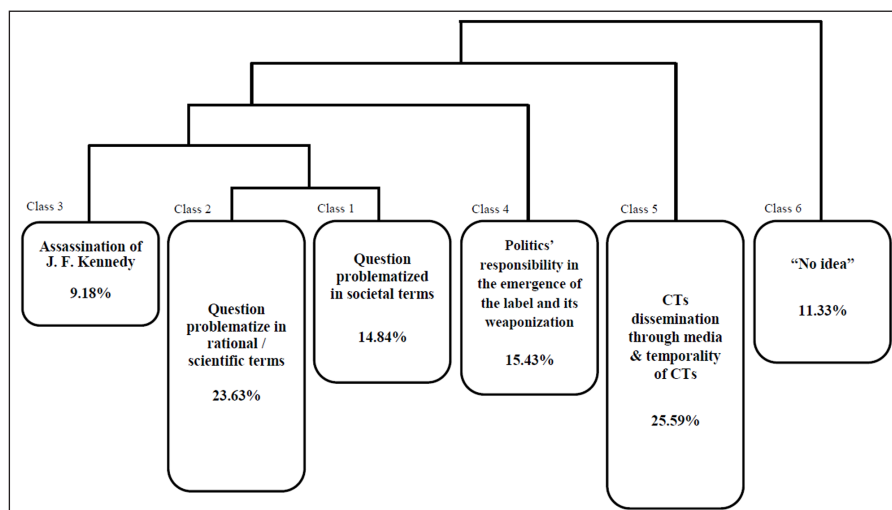 Class 3
Assassination of
J. F. Kennedy
9.18%
Class 2
Question
problematize in
rational /
scientific terms
23.63%
Class 1
Question
problematized
in societal terms
14.84%
Class 4
Politics’
responsibility in
the emergence of
the label and its
weaponization
15.43%
Class 5
CTs
dissemination
through media
& temporality
of CTs
25.59%
Class 6
“No idea”
11.33%